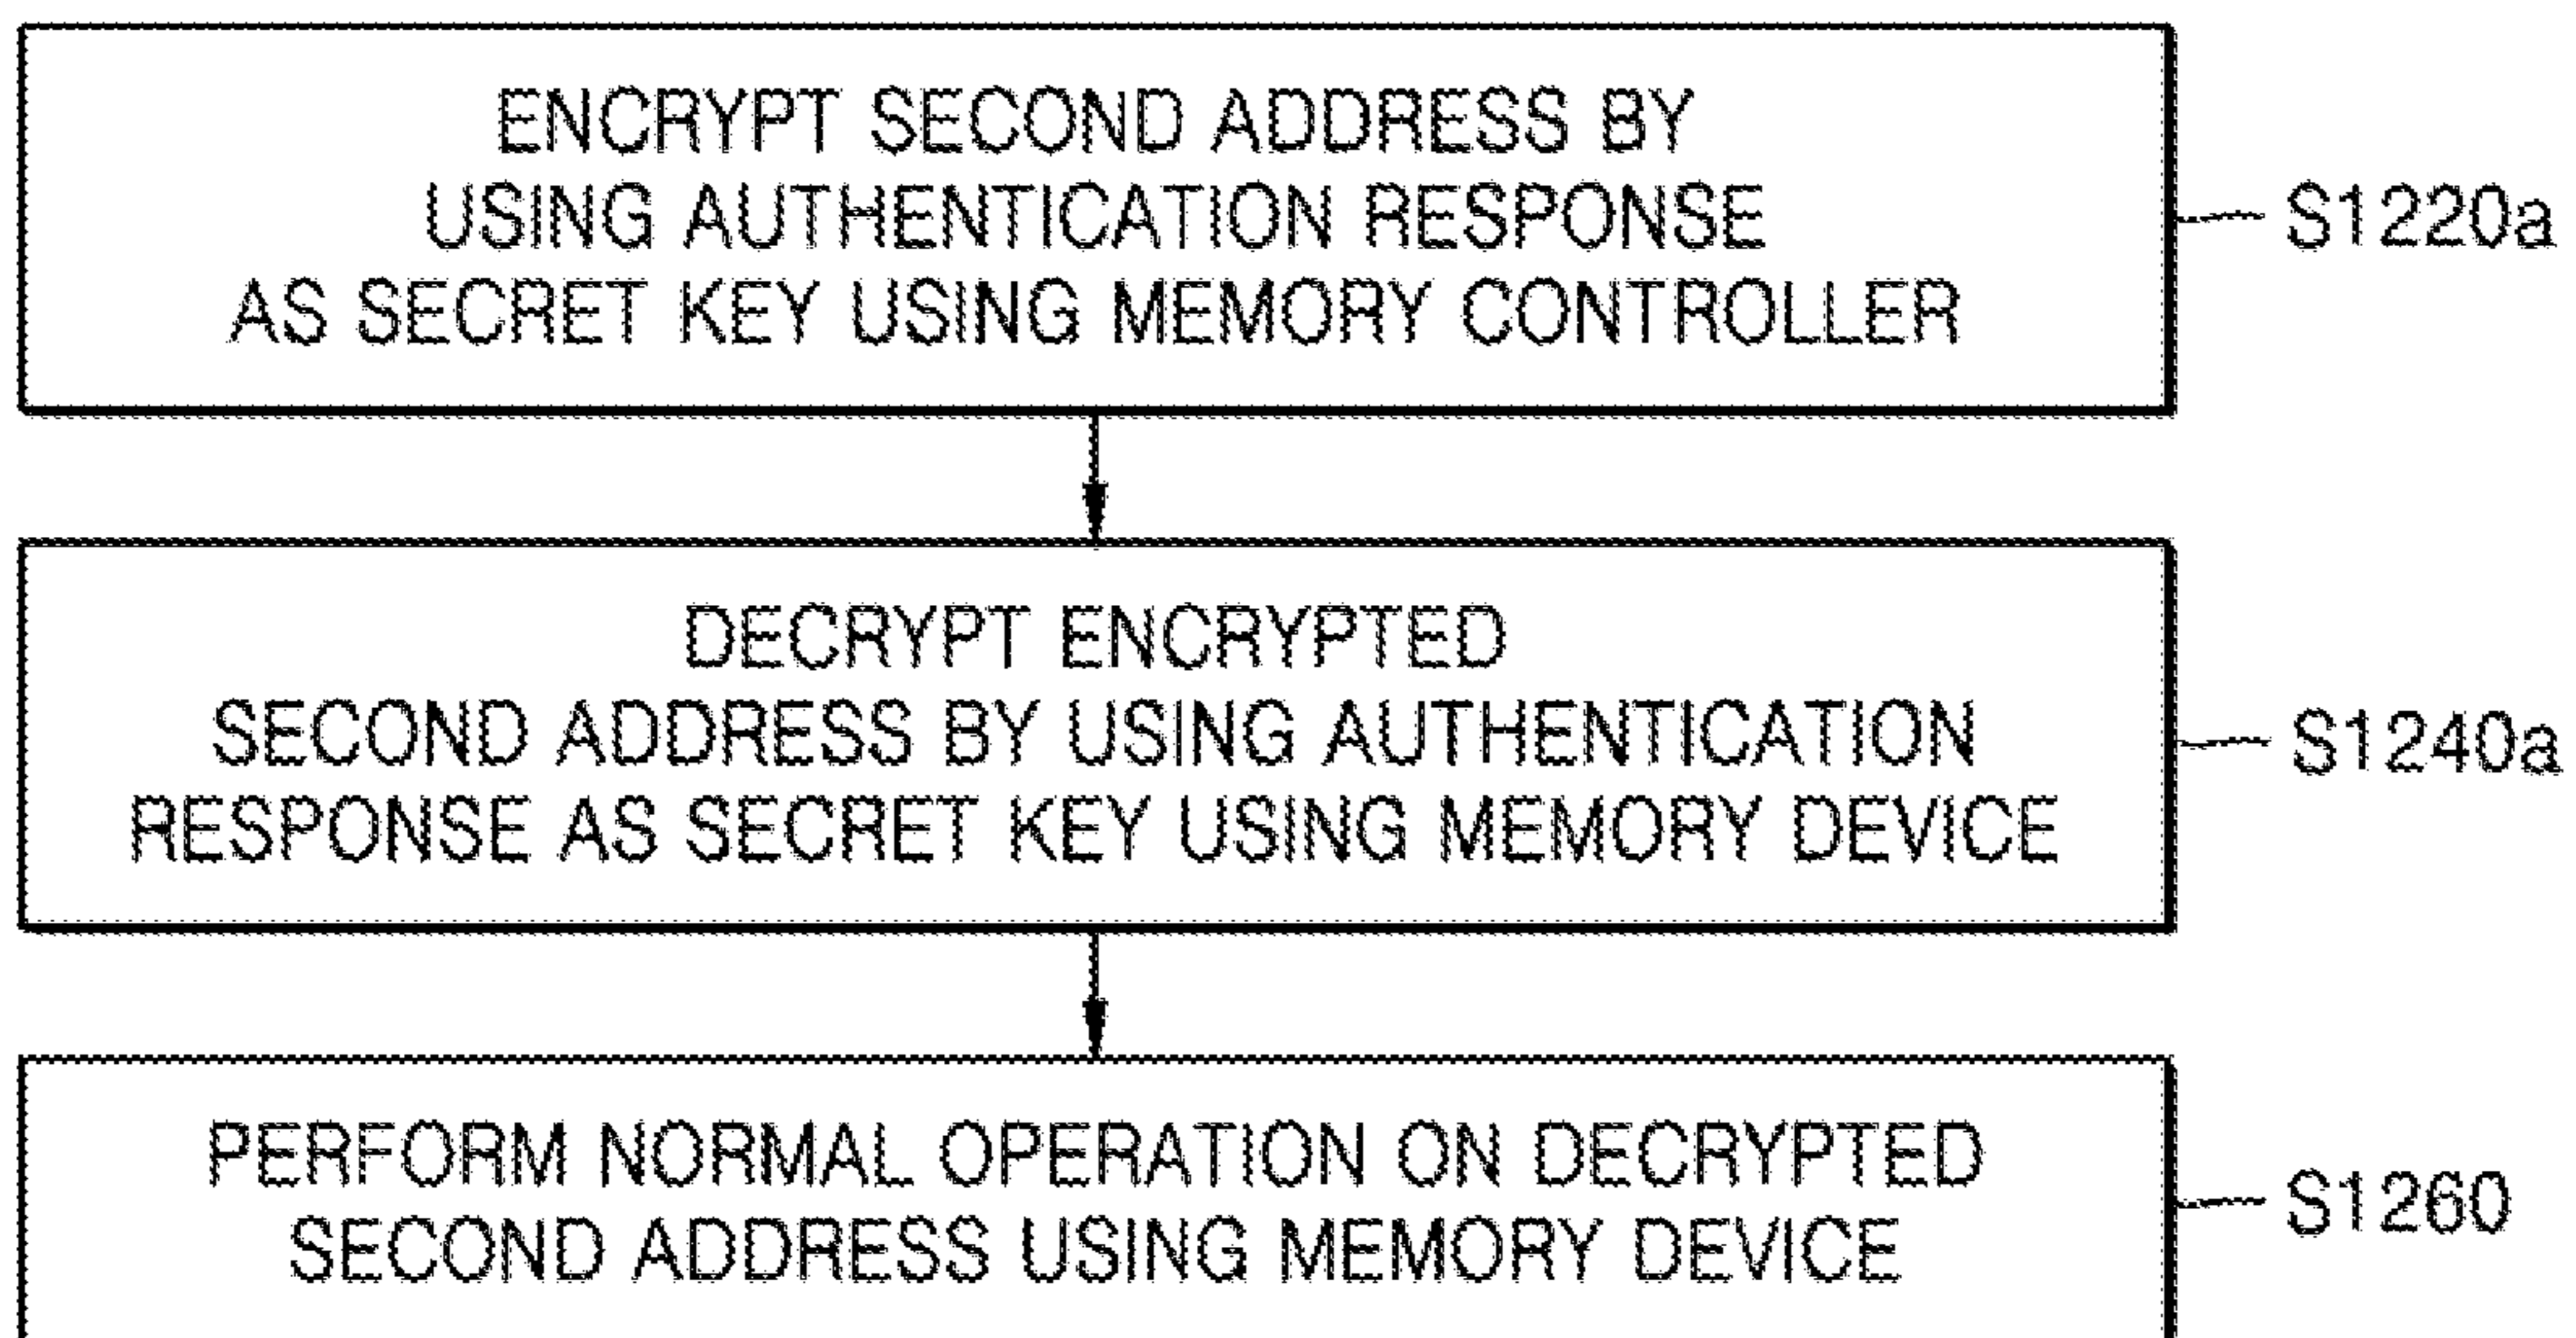 ENCRYPT SECOND ADDRESS BY
USING AUTHENTICATION RESPONSE
AS SECRET KEY USING MEMORY CONTROLLER
S1220a
DECRYPT ENCRYPTED
SECOND ADDRESS BY USING AUTHENTICATION
RESPONSE AS SECRET KEY USING MEMORY DEVICE
S1240a
PERFORM NORMAL OPERATION ON DECRYPTED
SECOND ADDRESS USING MEMORY DEVICE
S1260